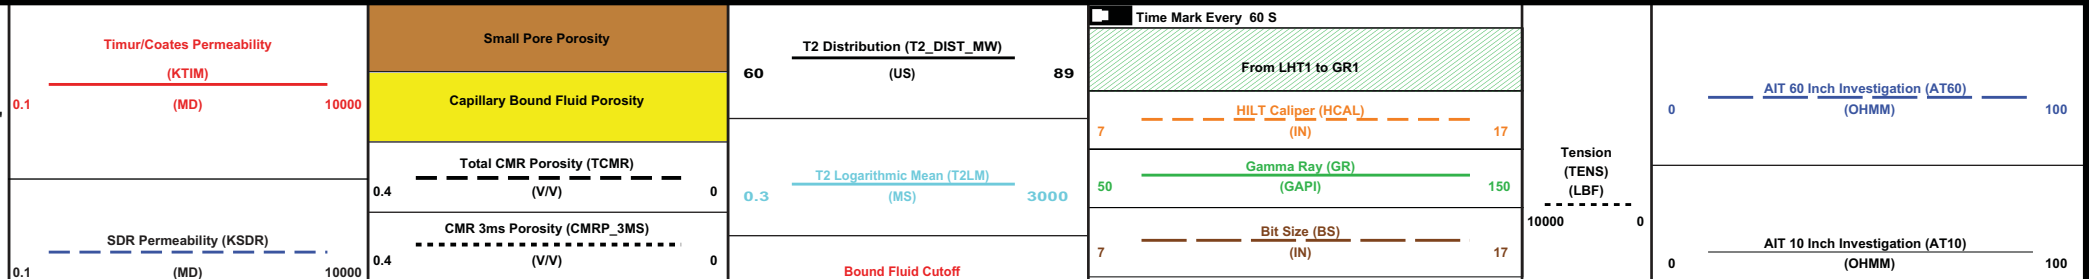 Timur/Coates Permeability
(KTIM)
0.1 (MD) 10000
SDR Permeability (KSDR)
0.1 (MD) 10000
Small Pore Porosity
Capillary Bound Fluid Porosity
Total CMR Porosity (TCMR)
0.4 (V/V) 0
CMR 3ms Porosity (CMRP_3MS)
0.4 (V/V) 0
T2 Distribution (T2_DIST_MW)
60 (US) 89
T2 Logarithmic Mean (T2LM)
0.3 (MS) 3000
Bound Fluid Cutoff
Time Mark Every 60 S
From LHT1 to GR1
HILT Caliper (HCAL)
7 (IN) 17
Gamma Ray (GR)
50 (GAPI) 150
Bit Size (BS)
7 (IN) 17
Tension
(TENS)
(LBF)
10000 0
AIT 60 Inch Investigation (AT60)
0 (OHMM) 100
AIT 10 Inch Investigation (AT10)
0 (OHMM) 100